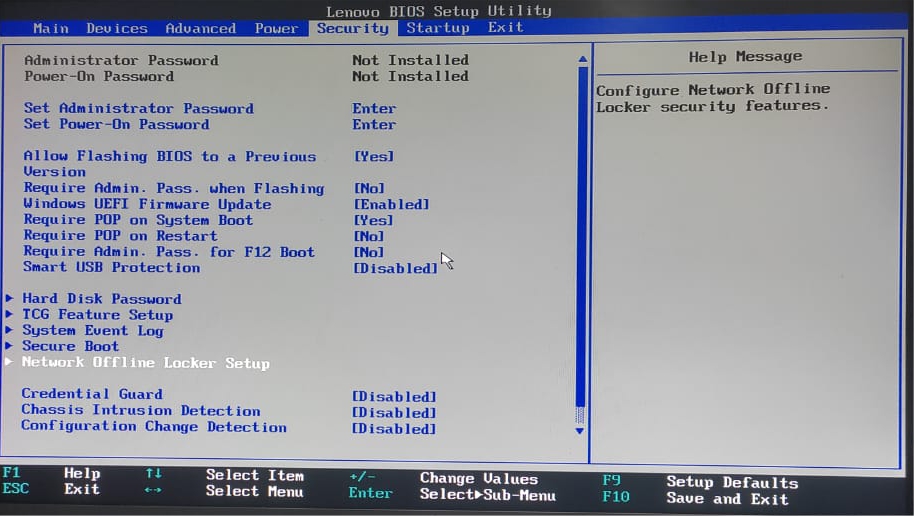 Lenovo BIOS Setup Utility
Main Devices Advanced Power Security Startup Exit
Administrator Password Not Installed
Power-On Password Not Installed
Set Administrator Password Enter
Set Power-On Password Enter
Allow Flashing BIOS to a Previous [Yes]
Version
Require Admin. Pass. when Flashing [No]
Windows UEFI Firmware Update [Enabled]
Require POP on System Boot [Yes]
Require POP on Restart [No]
Require Admin. Pass. for F12 Boot [No]
Smart USB Protection [Disabled]
Hard Disk Password
TCG Feature Setup
System Event Log
Secure Boot
Network Offline Locker Setup
Credential Guard [Disabled]
Chassis Intrusion Detection [Disabled]
Configuration Change Detection [Disabled]
Help Message
Configure Network Offline
Locker security features.
F1 Help ↑↓ Select Item +/- Change Values F9 Setup Defaults
ESC Exit ←→ Select Menu Enter Select▶Sub-Menu F10 Save and Exit